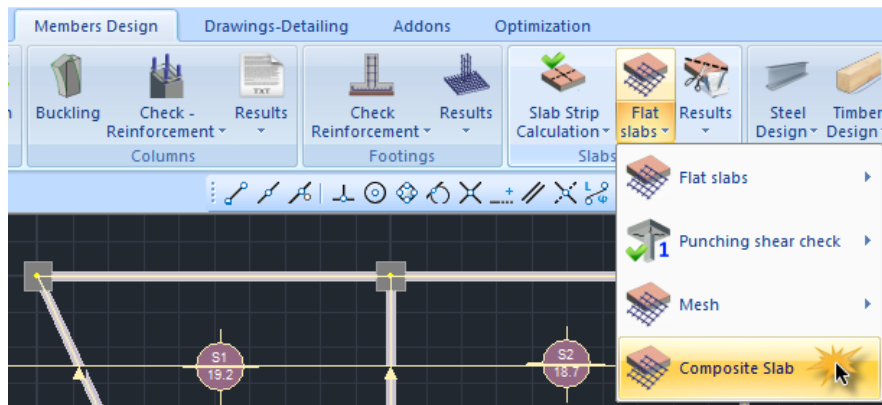 Members Design Drawings-Detailing Addons Optimization
TXT
Buckling Check - Results Check Results Slab Strip Flat Results Steel Timber
Reinforcement Reinforcement Calculation slabs Design Design
Columns Footings Slabs
Flat slabs
1
Punching shear check
Mesh
S1 S2
19.2 18.7
Composite Slab